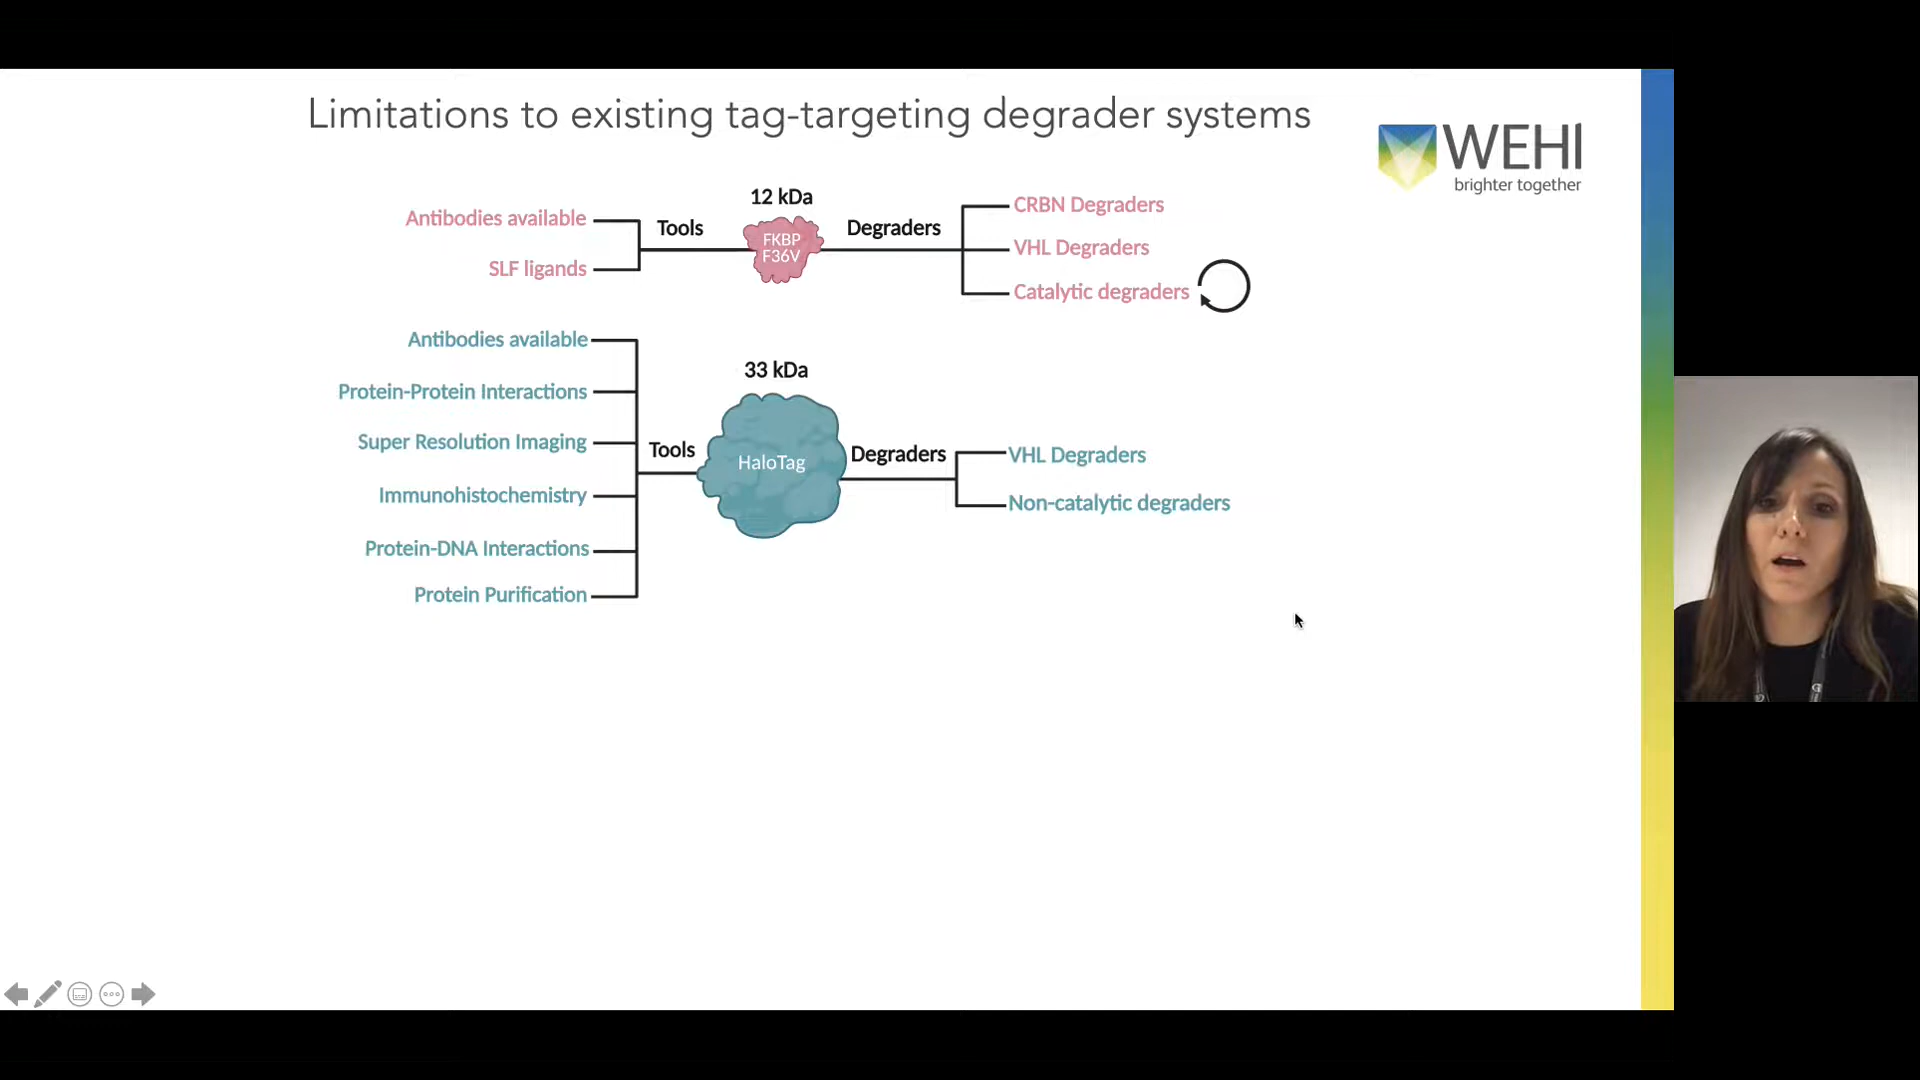 Limitations to existing tag-targeting degrader systems
WEHI
brighter together
12 kDa
Antibodies available
SLF ligands
Tools
FKBP
F36V
Degraders
CRBN Degraders
VHL Degraders
Catalytic degraders
33 kDa
Antibodies available
Protein-Protein Interactions
Super Resolution Imaging
Immunohistochemistry
Protein-DNA Interactions
Protein Purification
Tools
HaloTag
Degraders
VHL Degraders
Non-catalytic degraders